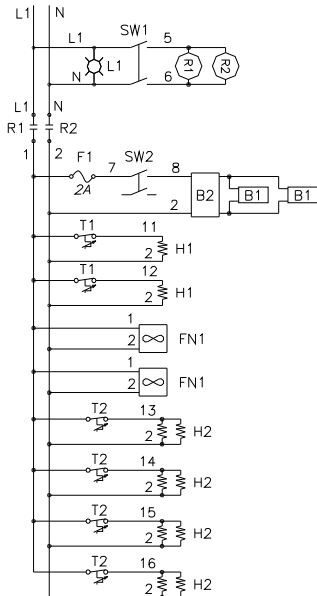 L1 R2
L1 SW1 5
L1 R1 R2
N 6
L1 N
R1 R2
1 2 F1 7 SW2 8
2A
B2 B1 B1
2
T1 11
2 H1
T1 12
2 H1
1
2 FN1
1
2 FN1
T2 13
2 H2
T2 14
2 H2
T2 15
2 H2
T2 16
2 H2